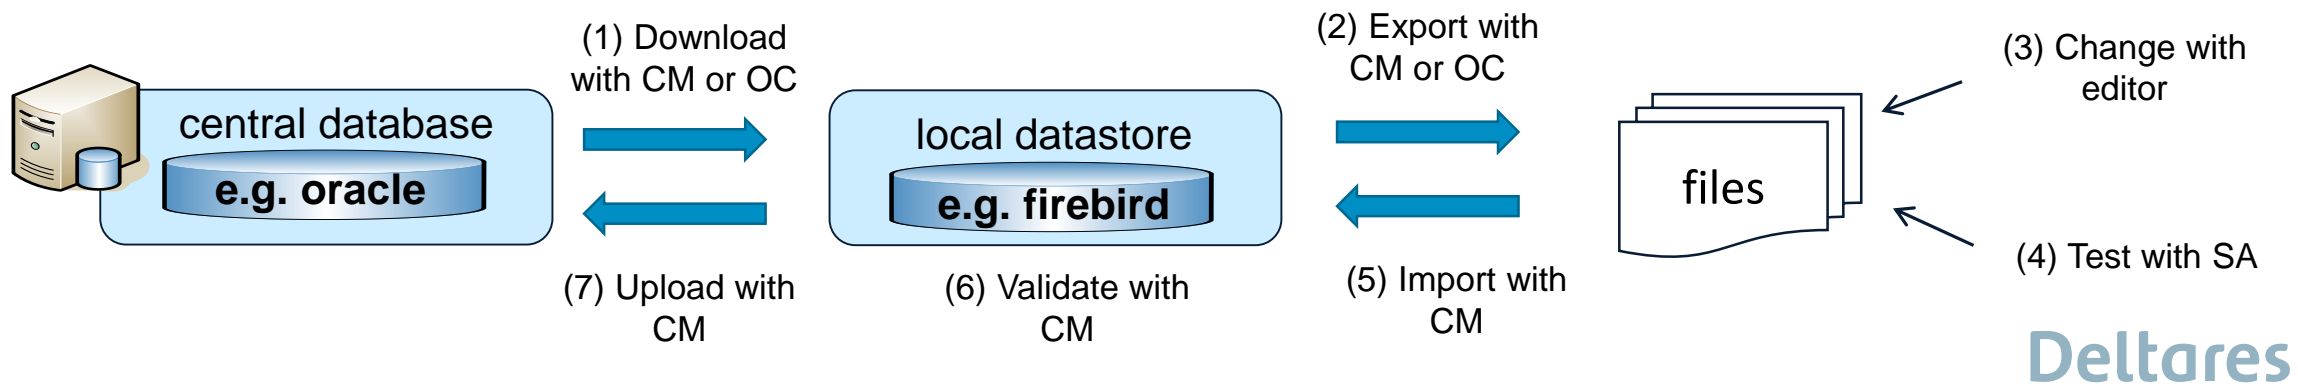 (1) Download
with CM or OC
(2) Export with
CM or OC
(3) Change with
editor
central database
e.g. oracle
local datastore
e.g. firebird
files
(4) Test with SA
(5) Import with
CM
(6) Validate with
CM
(7) Upload with
CM
Deltares